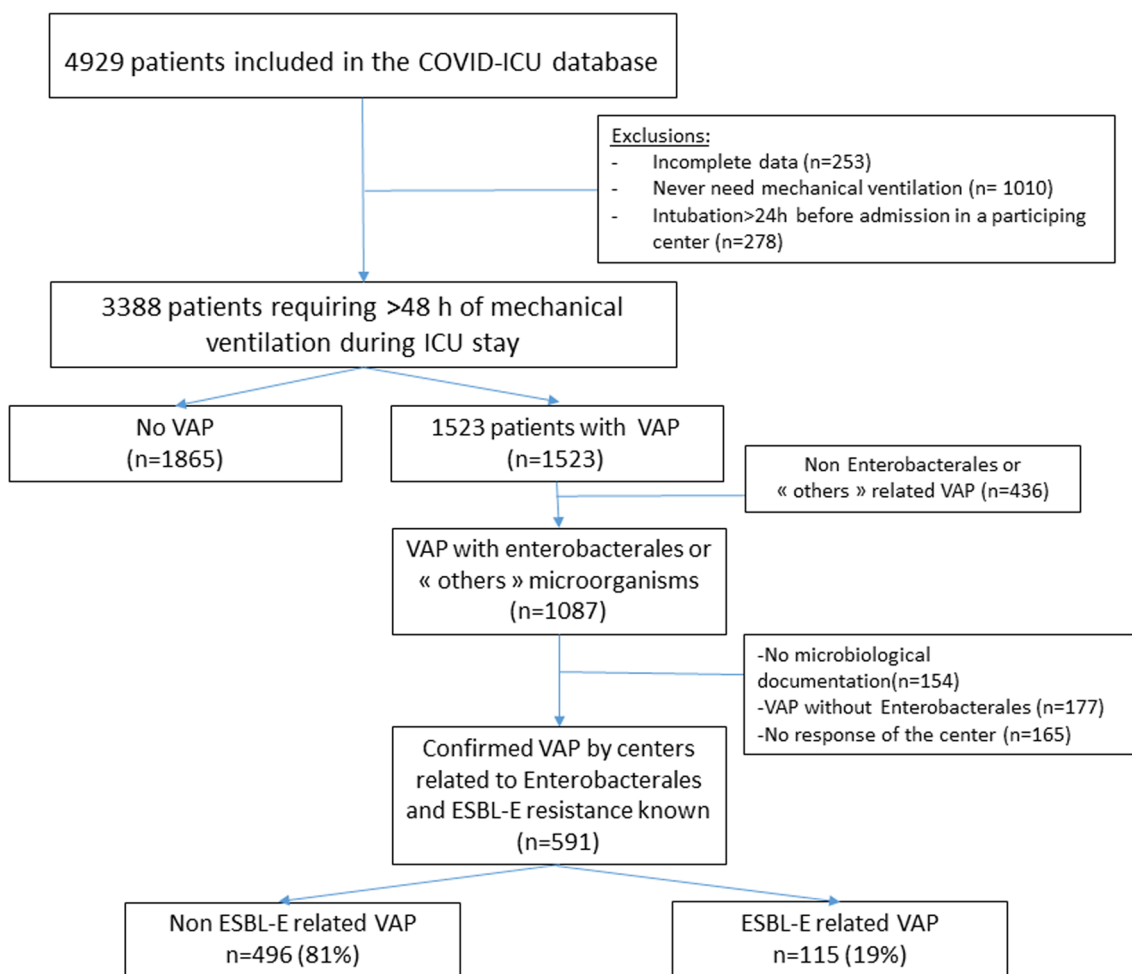 4929 patients included in the COVID-ICU database
Exclusions:
- Incomplete data (n=253)
- Never need mechanical ventilation (n= 1010)
- Intubation>24h before admission in a participing
center (n=278)
3388 patients requiring >48 h of mechanical
ventilation during ICU stay
No VAP
(n=1865)
1523 patients with VAP
(n=1523)
Non Enterobacterales or
« others » related VAP (n=436)
VAP with enterobacterales or
« others » microorganisms
(n=1087)
-No microbiological
documentation(n=154)
-VAP without Enterobacterales (n=177)
-No response of the center (n=165)
Confirmed VAP by centers
related to Enterobacterales
and ESBL-E resistance known
(n=591)
Non ESBL-E related VAP
n=496 (81%)
ESBL-E related VAP
n=115 (19%)